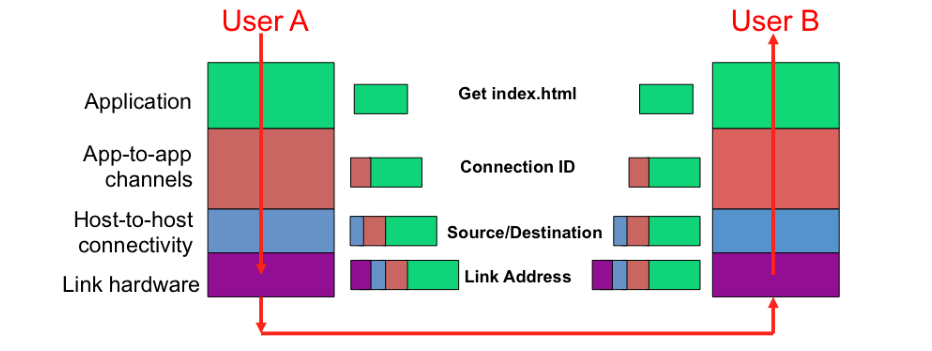 User A
User B
Application
Get index.html
App-to-app
channels
Connection ID
Host-to-host
connectivity
Source/Destination
Link hardware
Link Address